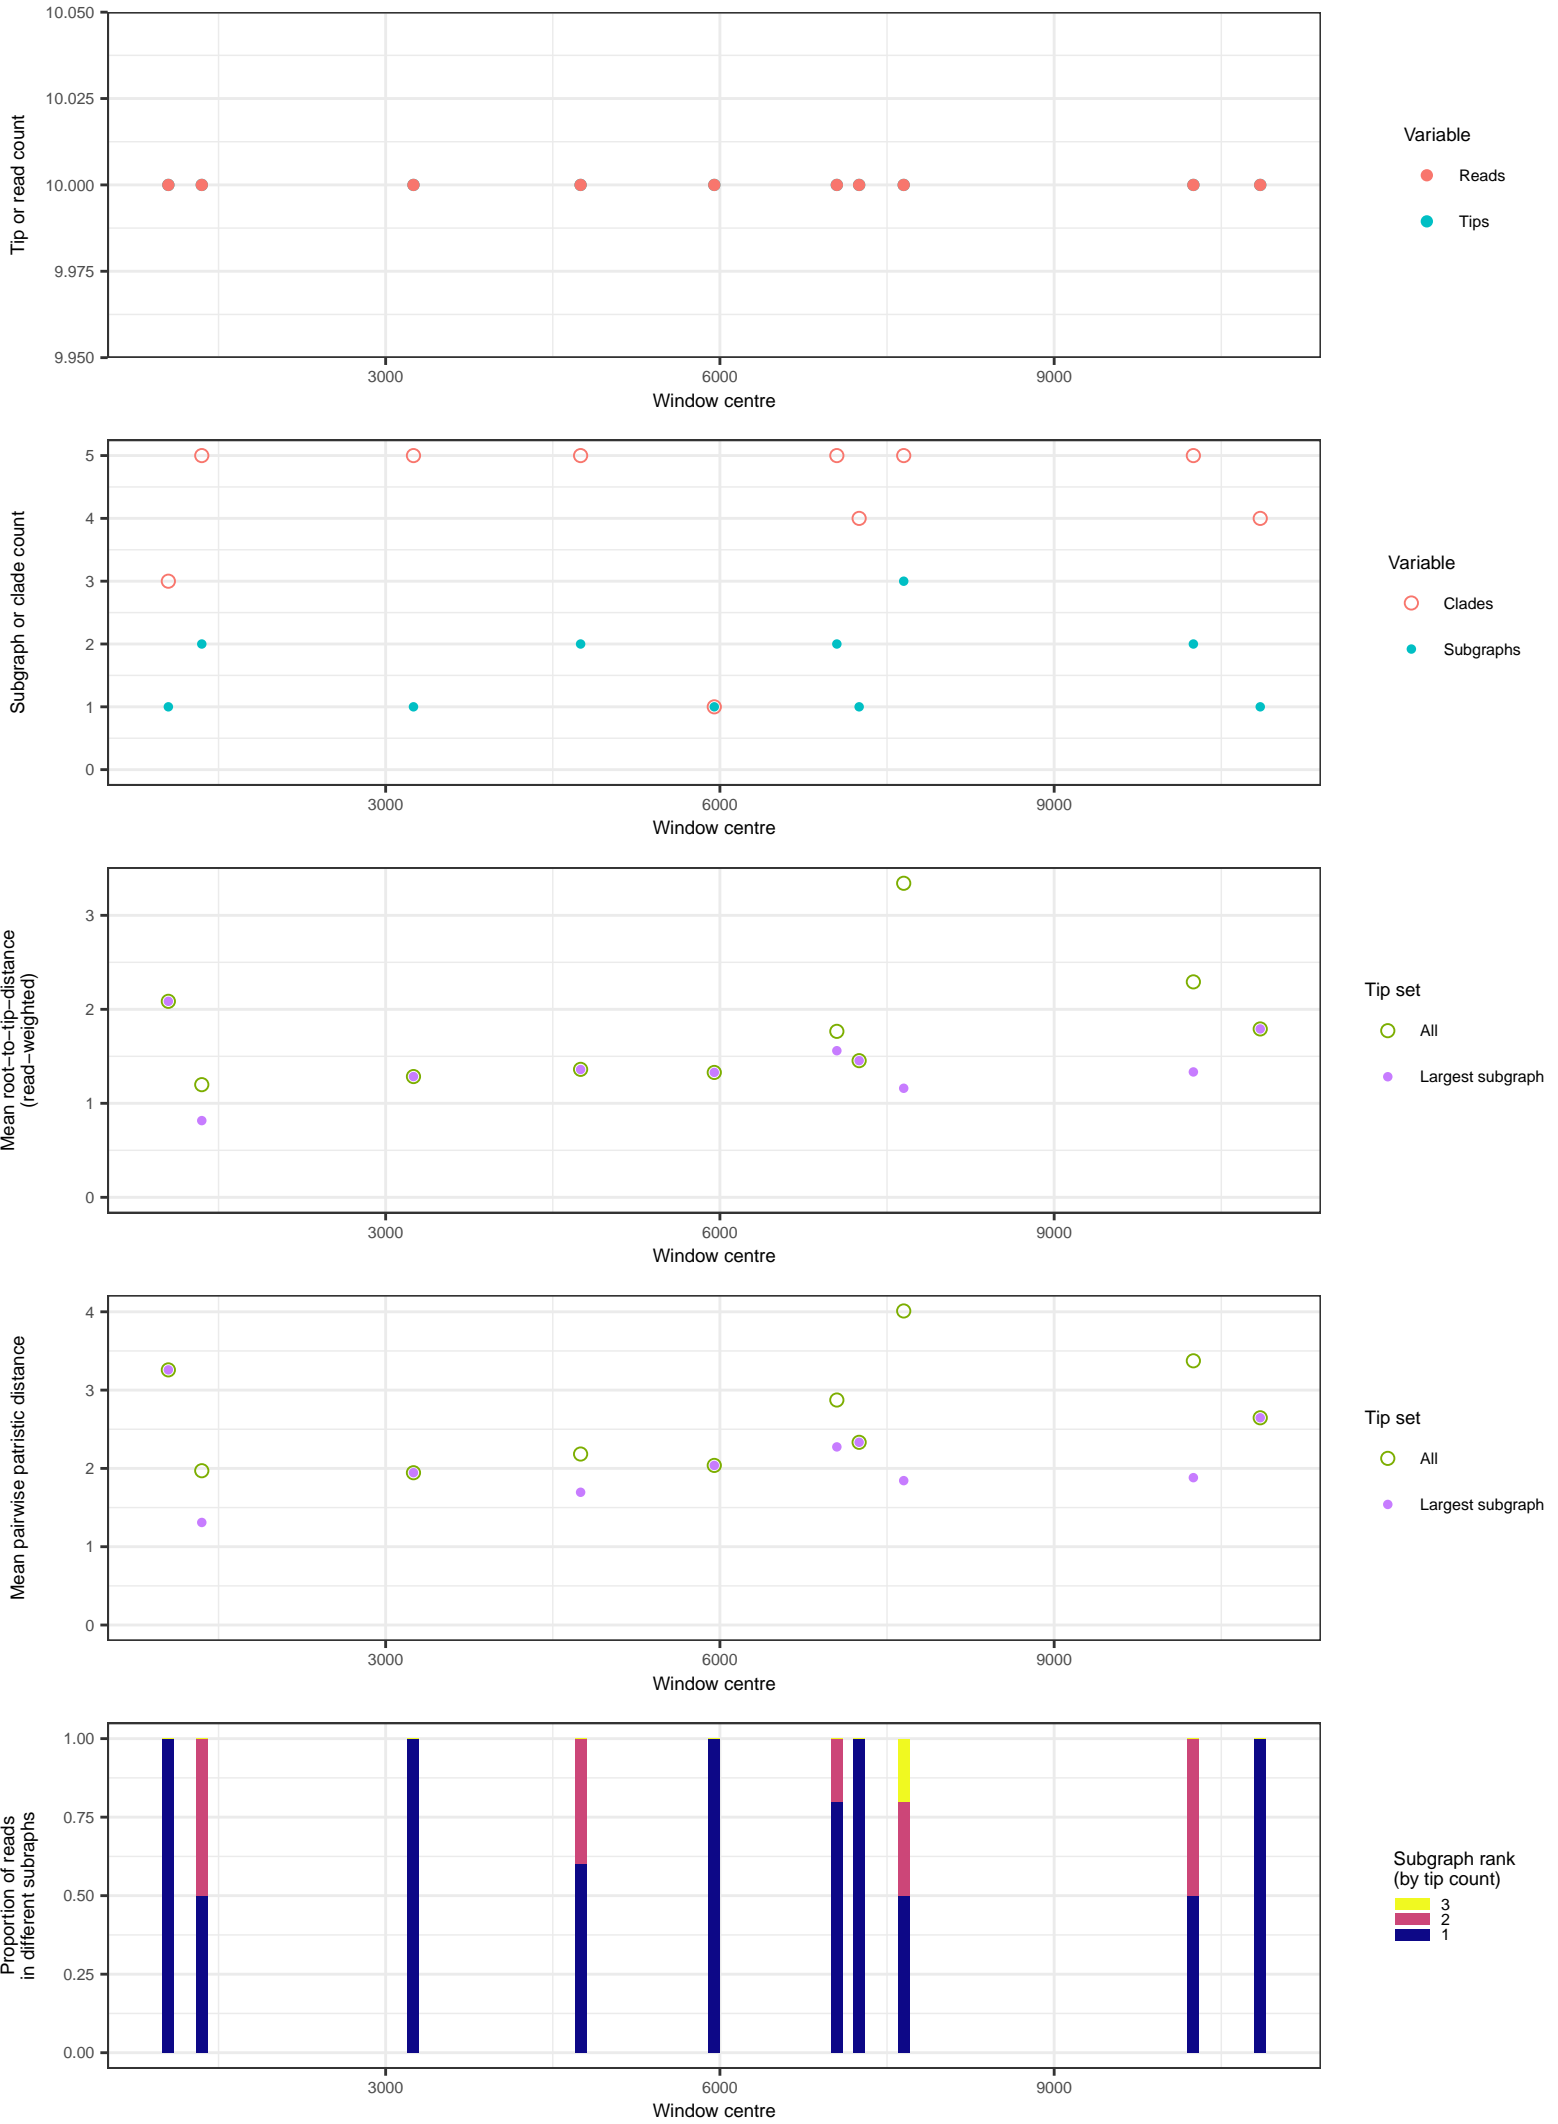 10.050
10.025
10.000
9.975
9.950
Tip or read count
3000
6000
9000
Window centre
Variable
Reads
Tips
5
4
3
2
1
0
Subgraph or clade count
3000
6000
9000
Window centre
Variable
Clades
Subgraphs
3
2
1
0
Mean root−to−tip−distance
(read−weighted)
3000
6000
9000
Window centre
Tip set
All
Largest subgraph
4
3
2
1
0
Mean pairwise patristic distance
3000
6000
9000
Window centre
Tip set
All
Largest subgraph
1.00
0.75
0.50
0.25
0.00
Proportion of reads
in different subraphs
3000
6000
9000
Window centre
Subgraph rank
(by tip count)
3
2
1